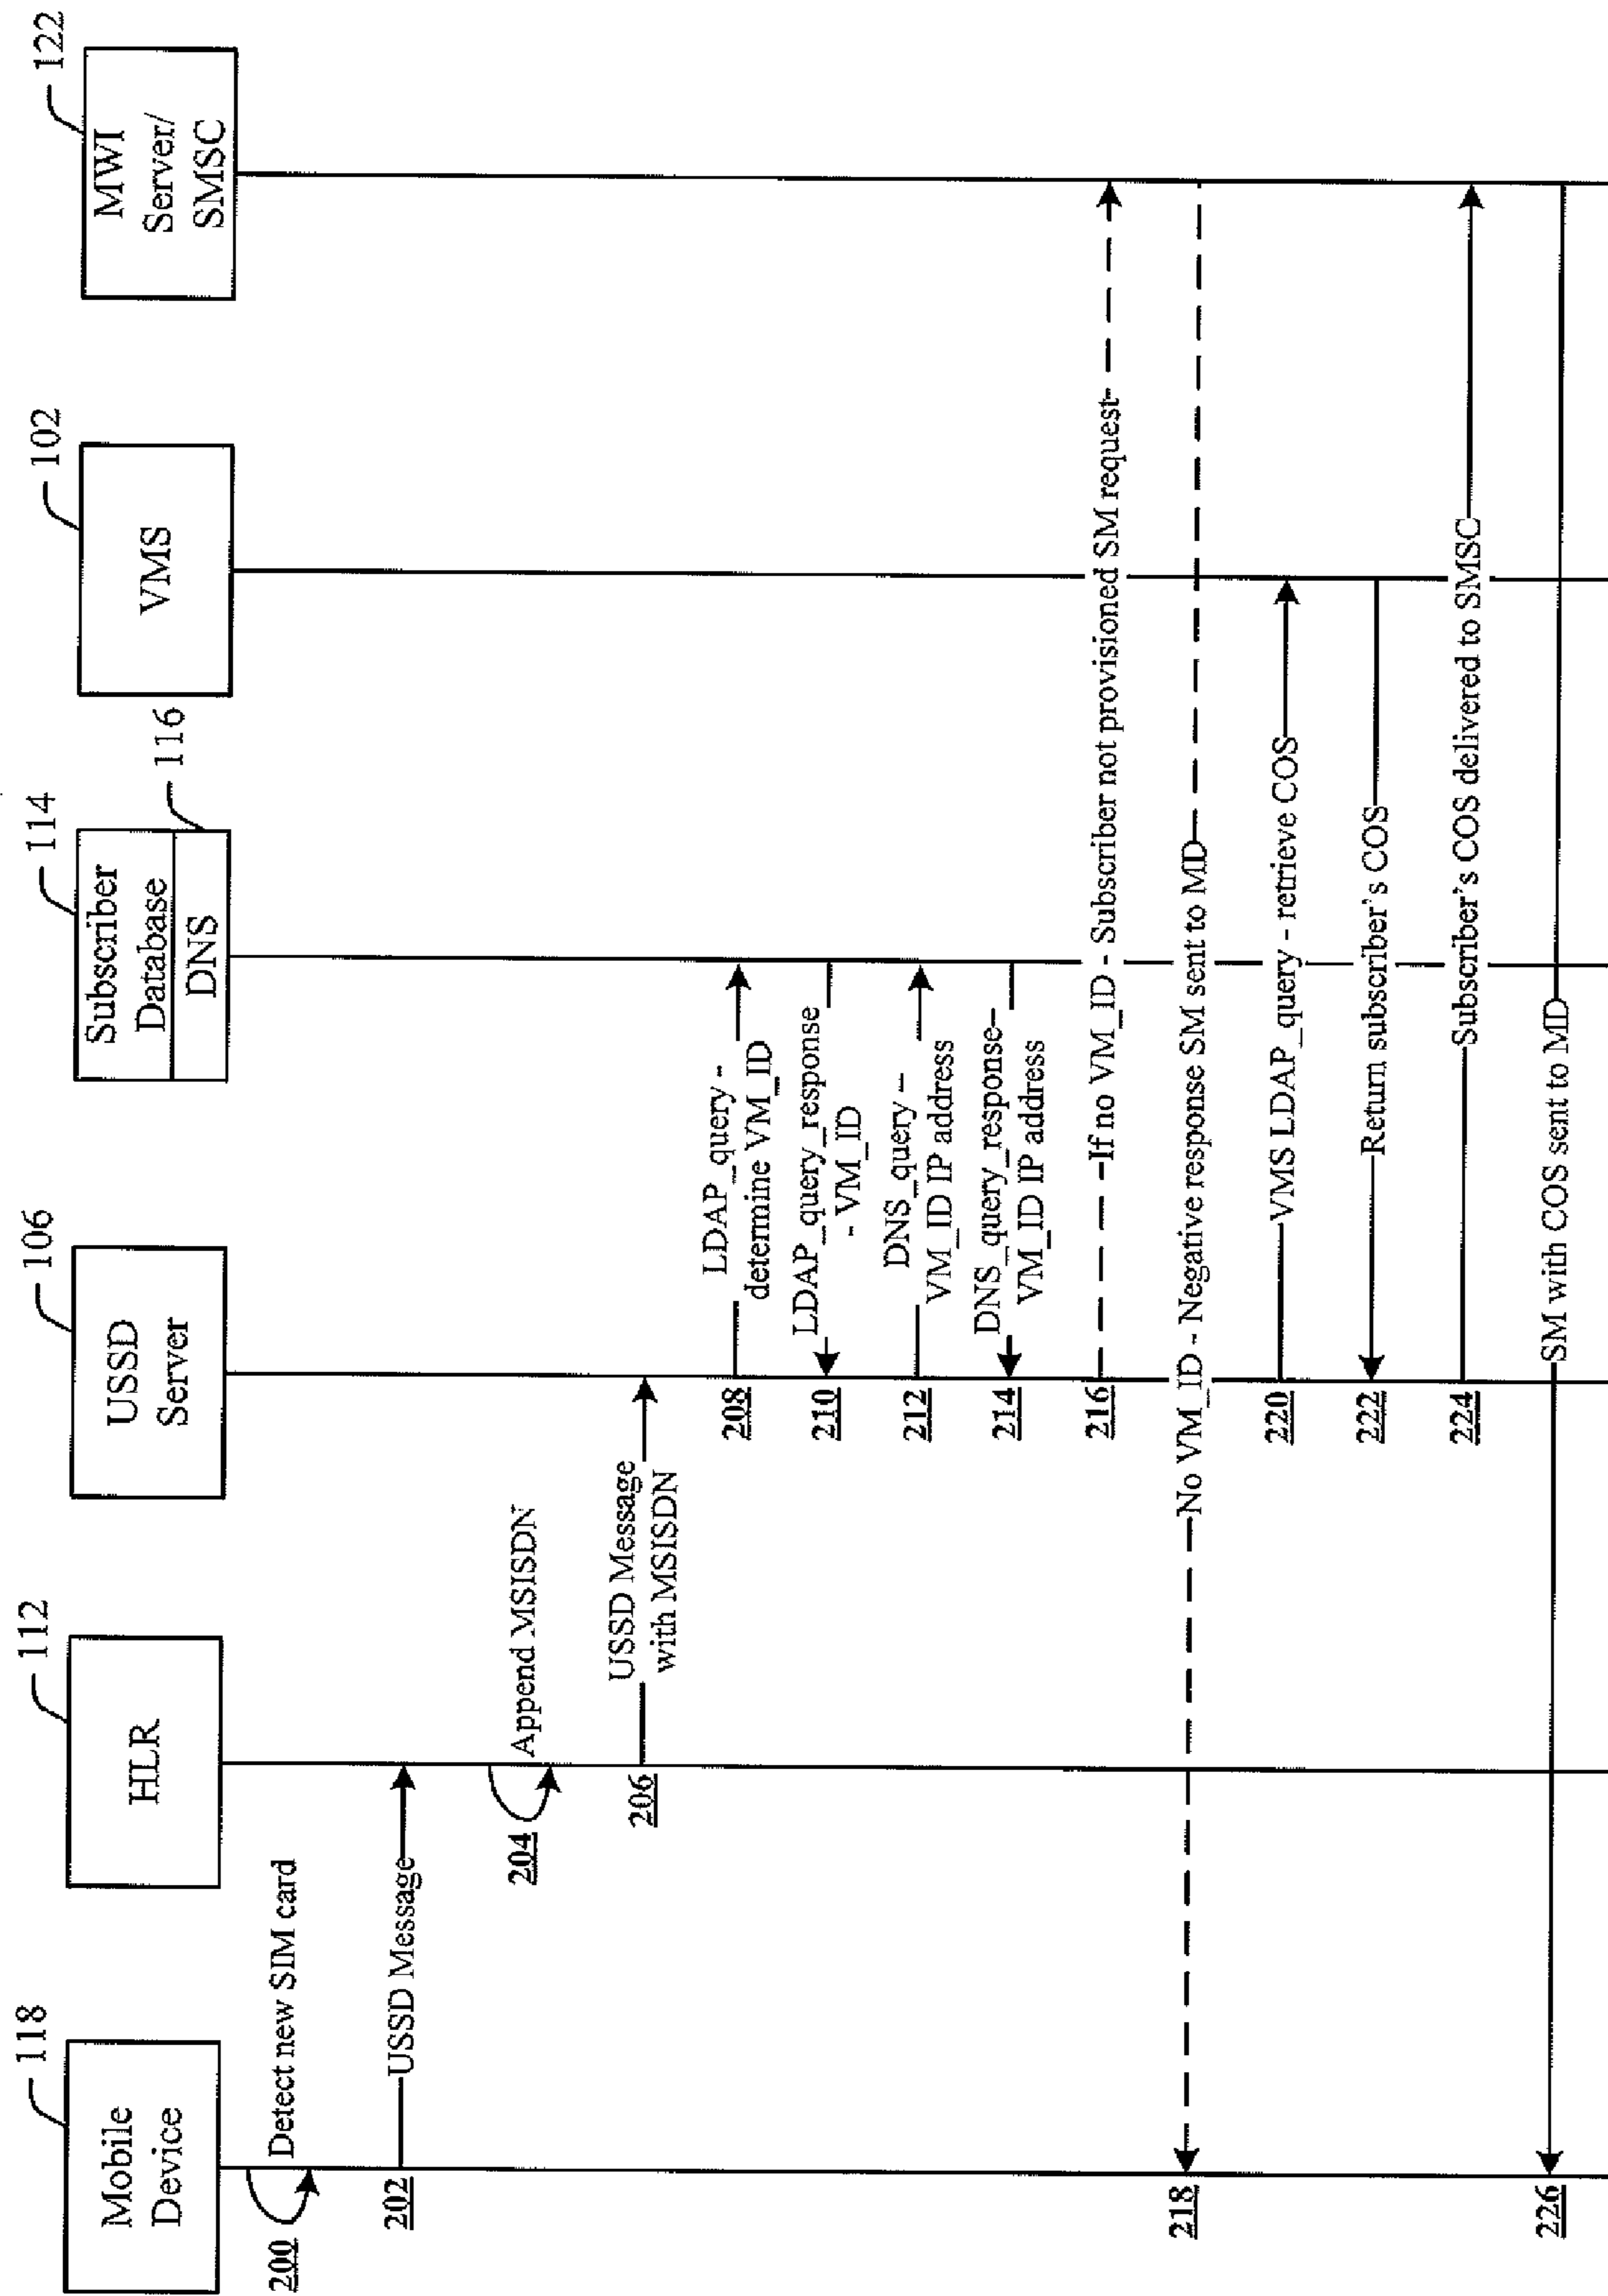 118
Mobile
Device
112
HLR
106
USSD
Server
114
Subscriber
Database
DNS
116
102
VMS
122
MWI
Server/
SMSC
200
Detect new SIM card
202
USSD Message
204
Append MSISDN
206
USSD Message
with MSISDN
208
LDAP_query -
determine VM_ID
210
LDAP_query_response
- VM_ID
212
DNS_query –
VM_ID IP address
214
DNS_query_response–
VM_ID IP address
216
If no VM_ID - Subscriber not provisioned SM request
218
No VM_ID - Negative response SM sent to MD
220
VMS LDAP_query - retrieve COS
222
Return subscriber's COS
224
Subscriber's COS delivered to SMSC
226
SM with COS sent to MD